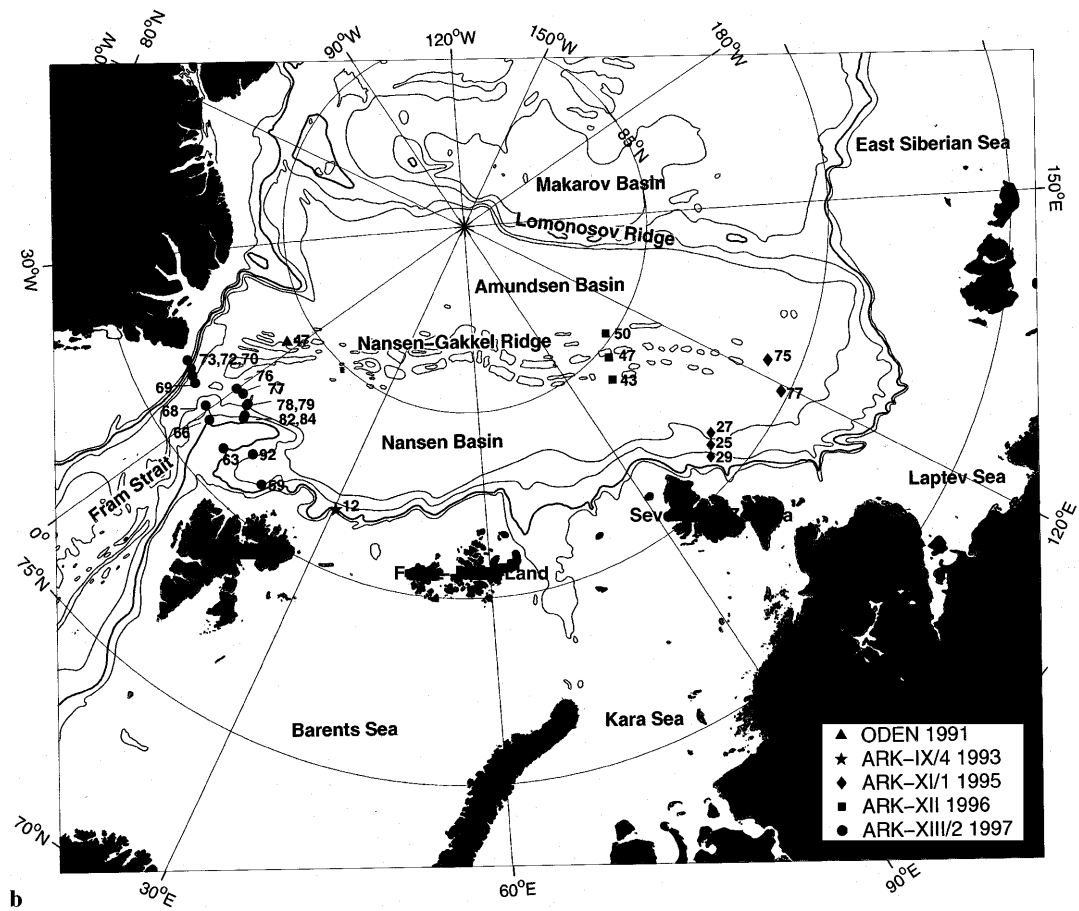 80°N
0°W
90°W
120°W
150°W
180°W
85°N
East Siberian Sea
150°E
Makarov Basin
Lomonosov Ridge
30°W
Amundsen Basin
47
Nansen–Gakkel Ridge
50
47
43
75
77
73,72,70
69
76
77
68
78,79
82,84
66
27
25
29
Nansen Basin
63
92
59
12
Fram Strait
Laptev Sea
0°
120°E
75°N
Land
Barents Sea
Kara Sea
ODEN 1991
ARK–IX/4 1993
ARK–XI/1 1995
ARK–XII 1996
ARK–XIII/2 1997
70°N
30°E
60°E
90°E
b